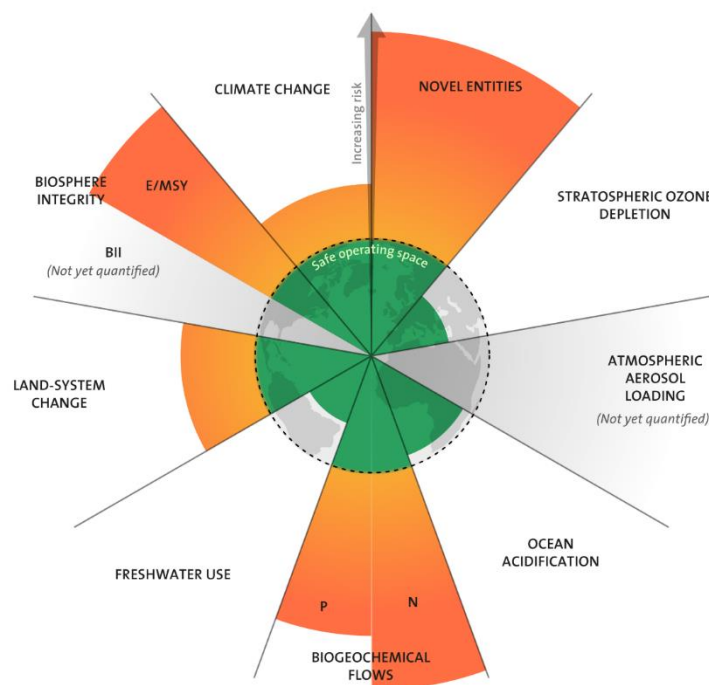 CLIMATE CHANGE
Increasing risk
NOVEL ENTITIES
STRATOSPHERIC OZONE
DEPLETION
BIOSPHERE
INTEGRITY
E/MSY
BII
(Not yet quantified)
Safe operating space
LAND-SYSTEM
CHANGE
ATMOSPHERIC
AEROSOL
LOADING
(Not yet quantified)
FRESHWATER USE
P
N
BIOGEOCHEMICAL
FLOWS
OCEAN
ACIDIFICATION